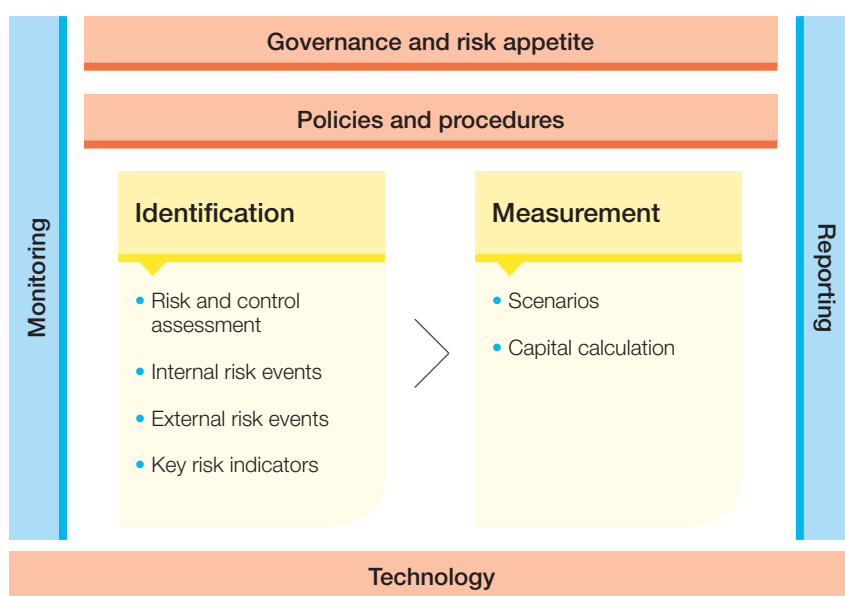 Governance and risk appetite
Policies and procedures
Monitoring
Identification
• Risk and control
assessment
• Internal risk events
• External risk events
• Key risk indicators
Measurement
• Scenarios
• Capital calculation
Reporting
Technology